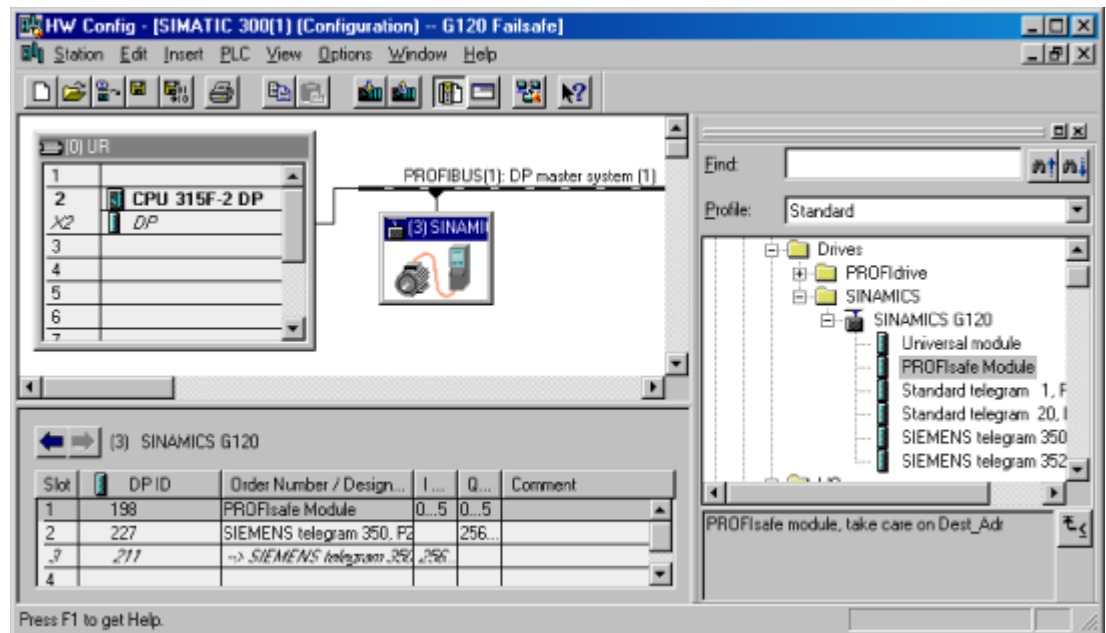 HW Config - [SIMATIC 300(1) (Configuration) -- G120 Failsafe]
Station Edit Insert PLC View Options Window Help
(0) UR
1
2 CPU 315F-2 DP
X2 DP
3
4
5
6
7
PROFIBUS(1): DP master system (1)
(3) SINAMI
Find:
Profile: Standard
Drives
PROFIdrive
SINAMICS
SINAMICS G120
Universal module
PROFIsafe Module
Standard telegram 1, P
Standard telegram 20,
SIEMENS telegram 350
SIEMENS telegram 352
PROFIsafe module, take care on Dest_Adr
(3) SINAMICS G120
Slot DP ID Order Number / Design... I ... Q... Comment
1 198 PROFIsafe Module 0...5 0...5
2 227 SIEMENS telegram 350, PZ 256...
3 211 --> SIEMENS telegram 350, 256...
4
Press F1 to get Help.